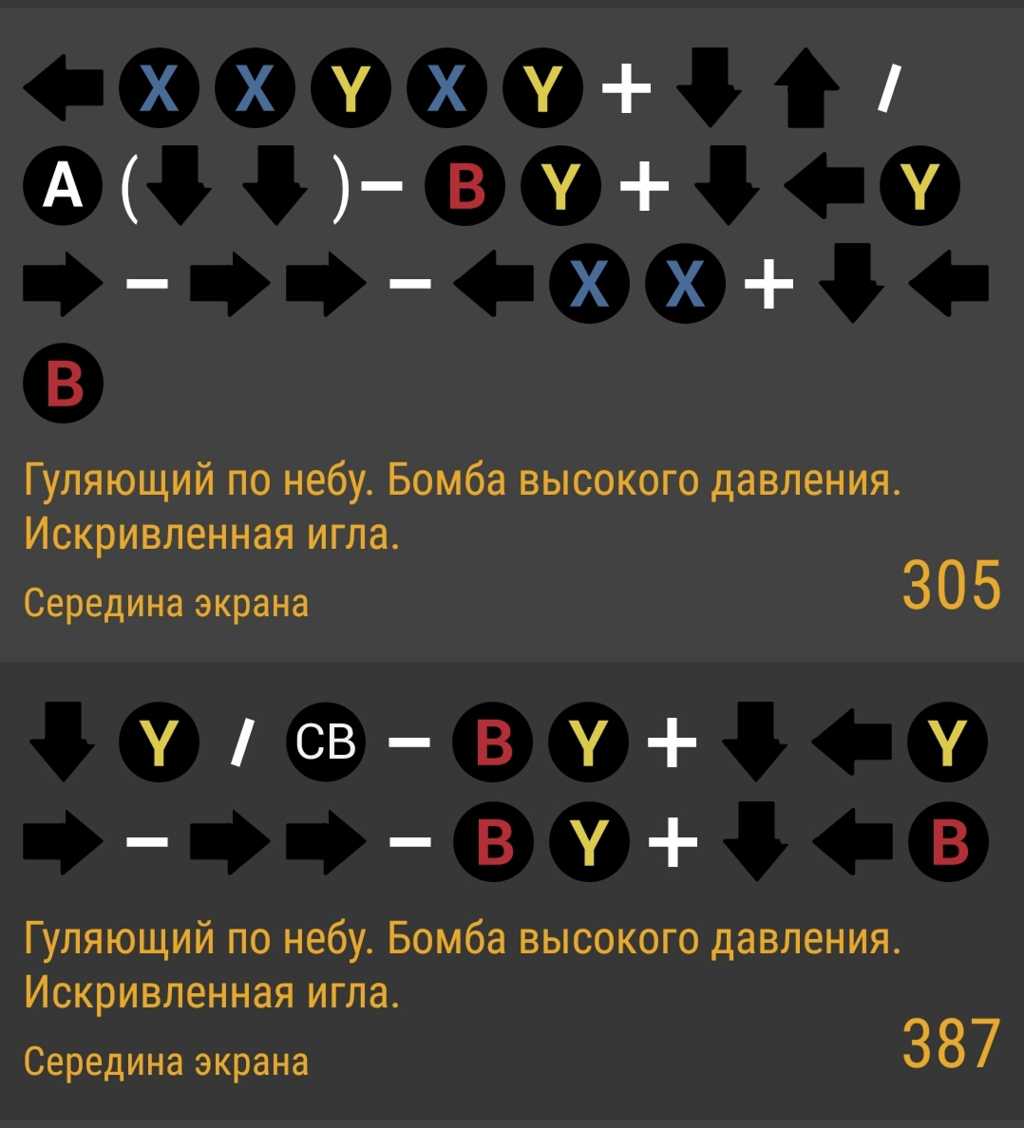 ← X X Y X Y + ↓ ↑ /
A (↓ ↓) − B Y + ↓ ← Y
→ − → → − ← X X + ↓ ←
B
Гуляющий по небу. Бомба высокого давления.
Искривленная игла.
Середина экрана
305
↓ Y / СВ − B Y + ↓ ← Y
→ − → → − B Y + ↓ ← B
Гуляющий по небу. Бомба высокого давления.
Искривленная игла.
Середина экрана
387